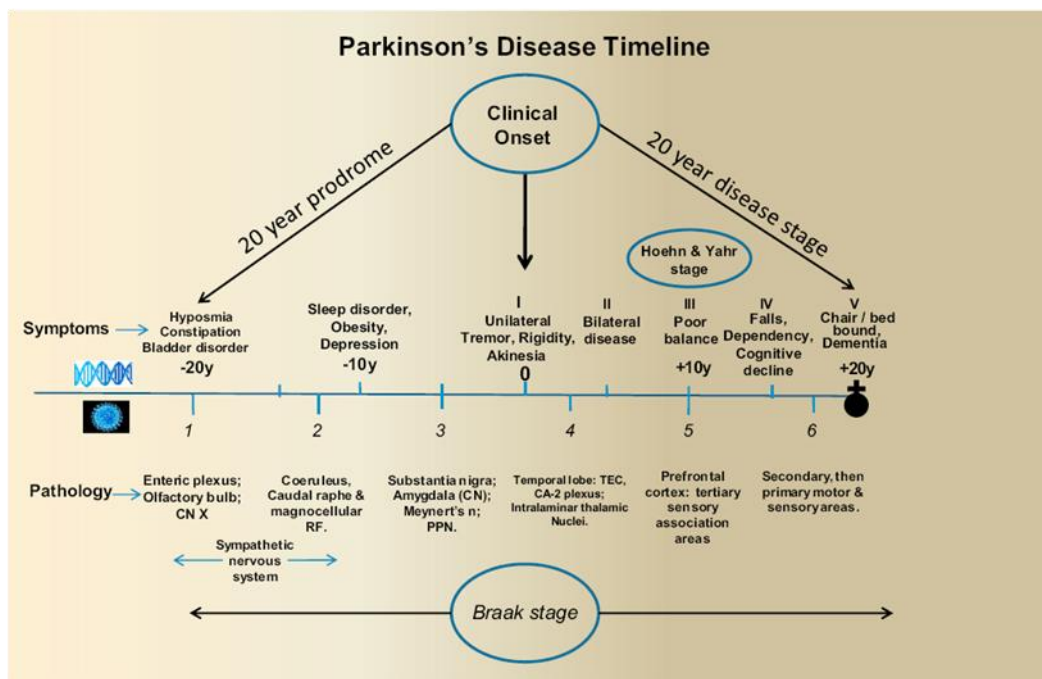 Parkinson's Disease Timeline
Clinical
Onset
20 year prodrome
20 year disease stage
Hoehn & Yahr
stage
Symptoms
Hyposmia
Constipation
Bladder disorder
-20y
Sleep disorder,
Obesity,
Depression
-10y
I
Unilateral
Tremor, Rigidity,
Akinesia
0
II
Bilateral
disease
III
Poor
balance
+10y
IV
Falls,
Dependency,
Cognitive
decline
V
Chair / bed
bound,
Dementia
+20y
1
2
3
4
5
6
Pathology
Enteric plexus;
Olfactory bulb;
CN X
Coeruleus,
Caudal raphe &
magnocellular
RF.
Substantia nigra;
Amygdala (CN);
Meynert's n;
PPN.
Temporal lobe: TEC,
CA-2 plexus;
Intralaminar thalamic
Nuclei.
Prefrontal
cortex: tertiary
sensory
association
areas
Secondary, then
primary motor &
sensory areas.
Sympathetic
nervous
system
Braak stage